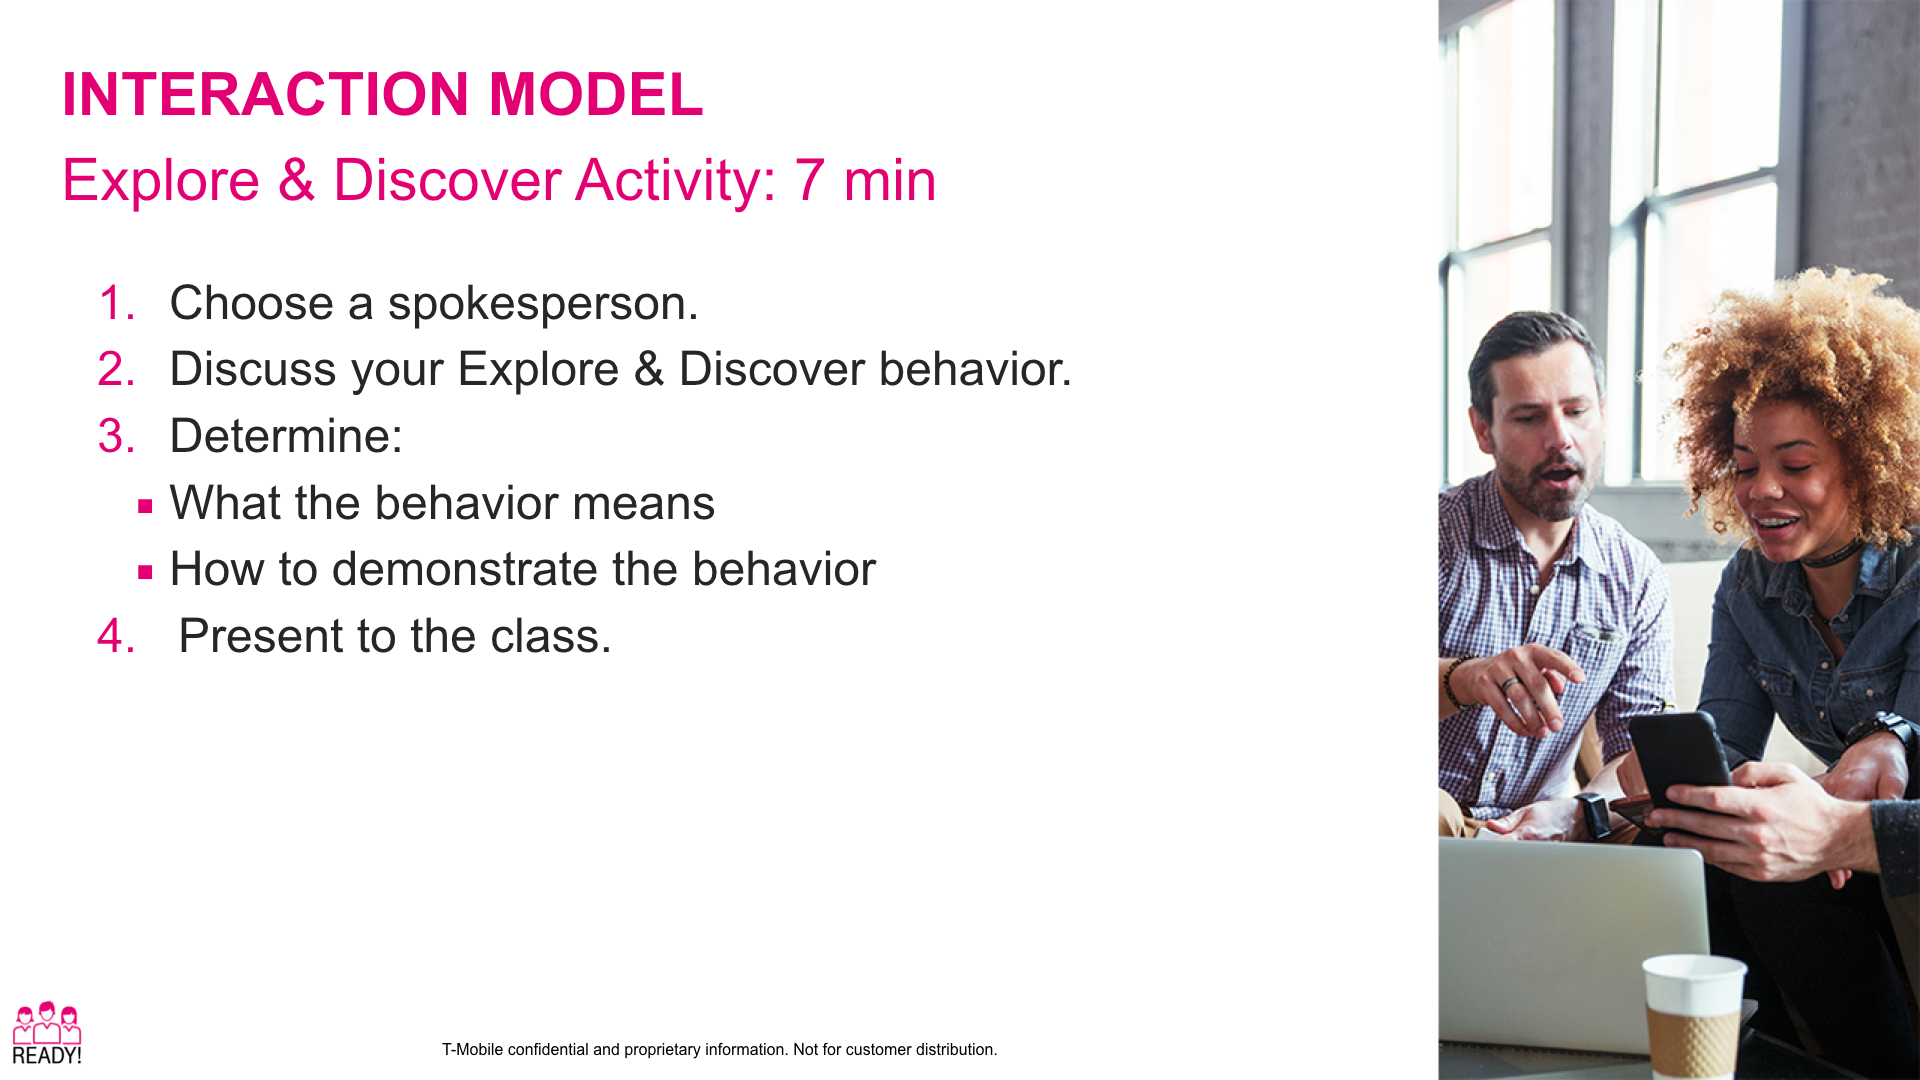 INTERACTION MODEL
Explore & Discover Activity: 7 min
1. Choose a spokesperson.
2. Discuss your Explore & Discover behavior.
3. Determine:
▪ What the behavior means
▪ How to demonstrate the behavior
4. Present to the class.
READY!
T-Mobile confidential and proprietary information. Not for customer distribution.